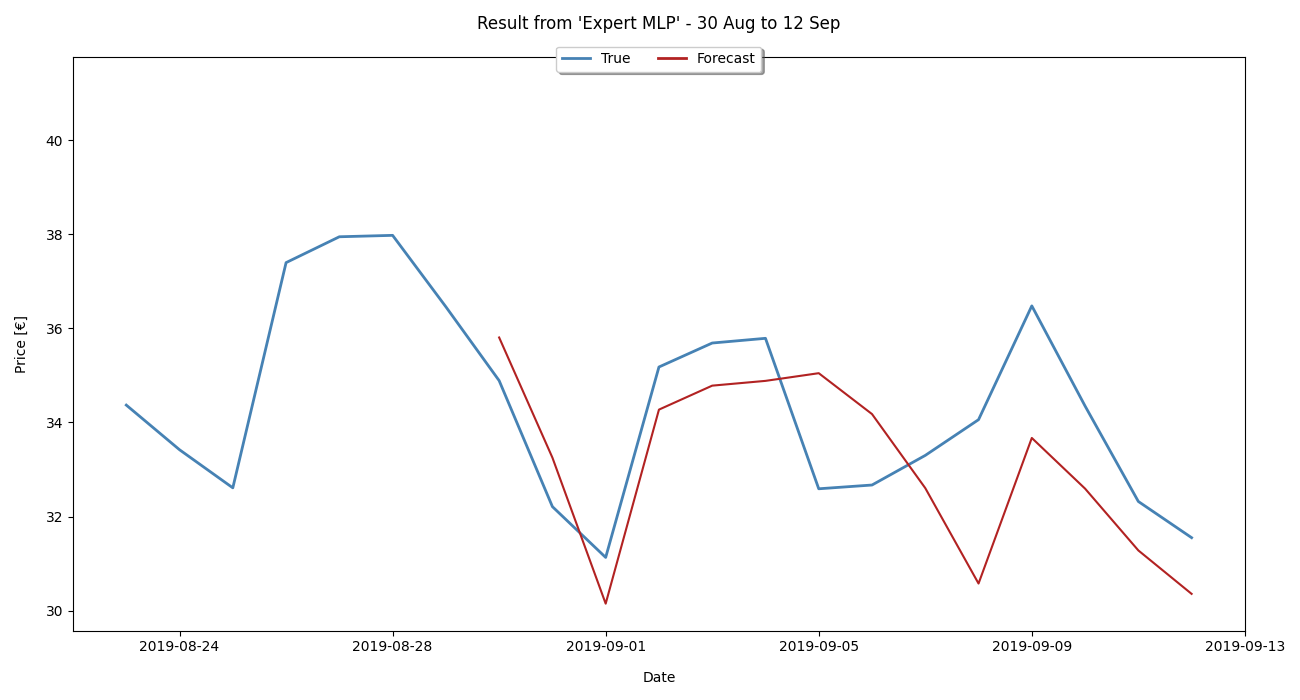 Result from 'Expert MLP' - 30 Aug to 12 Sep
True Forecast
40
38
36
34
32
30
Price [€]
2019-08-24 2019-08-28 2019-09-01 2019-09-05 2019-09-09 2019-09-13
Date